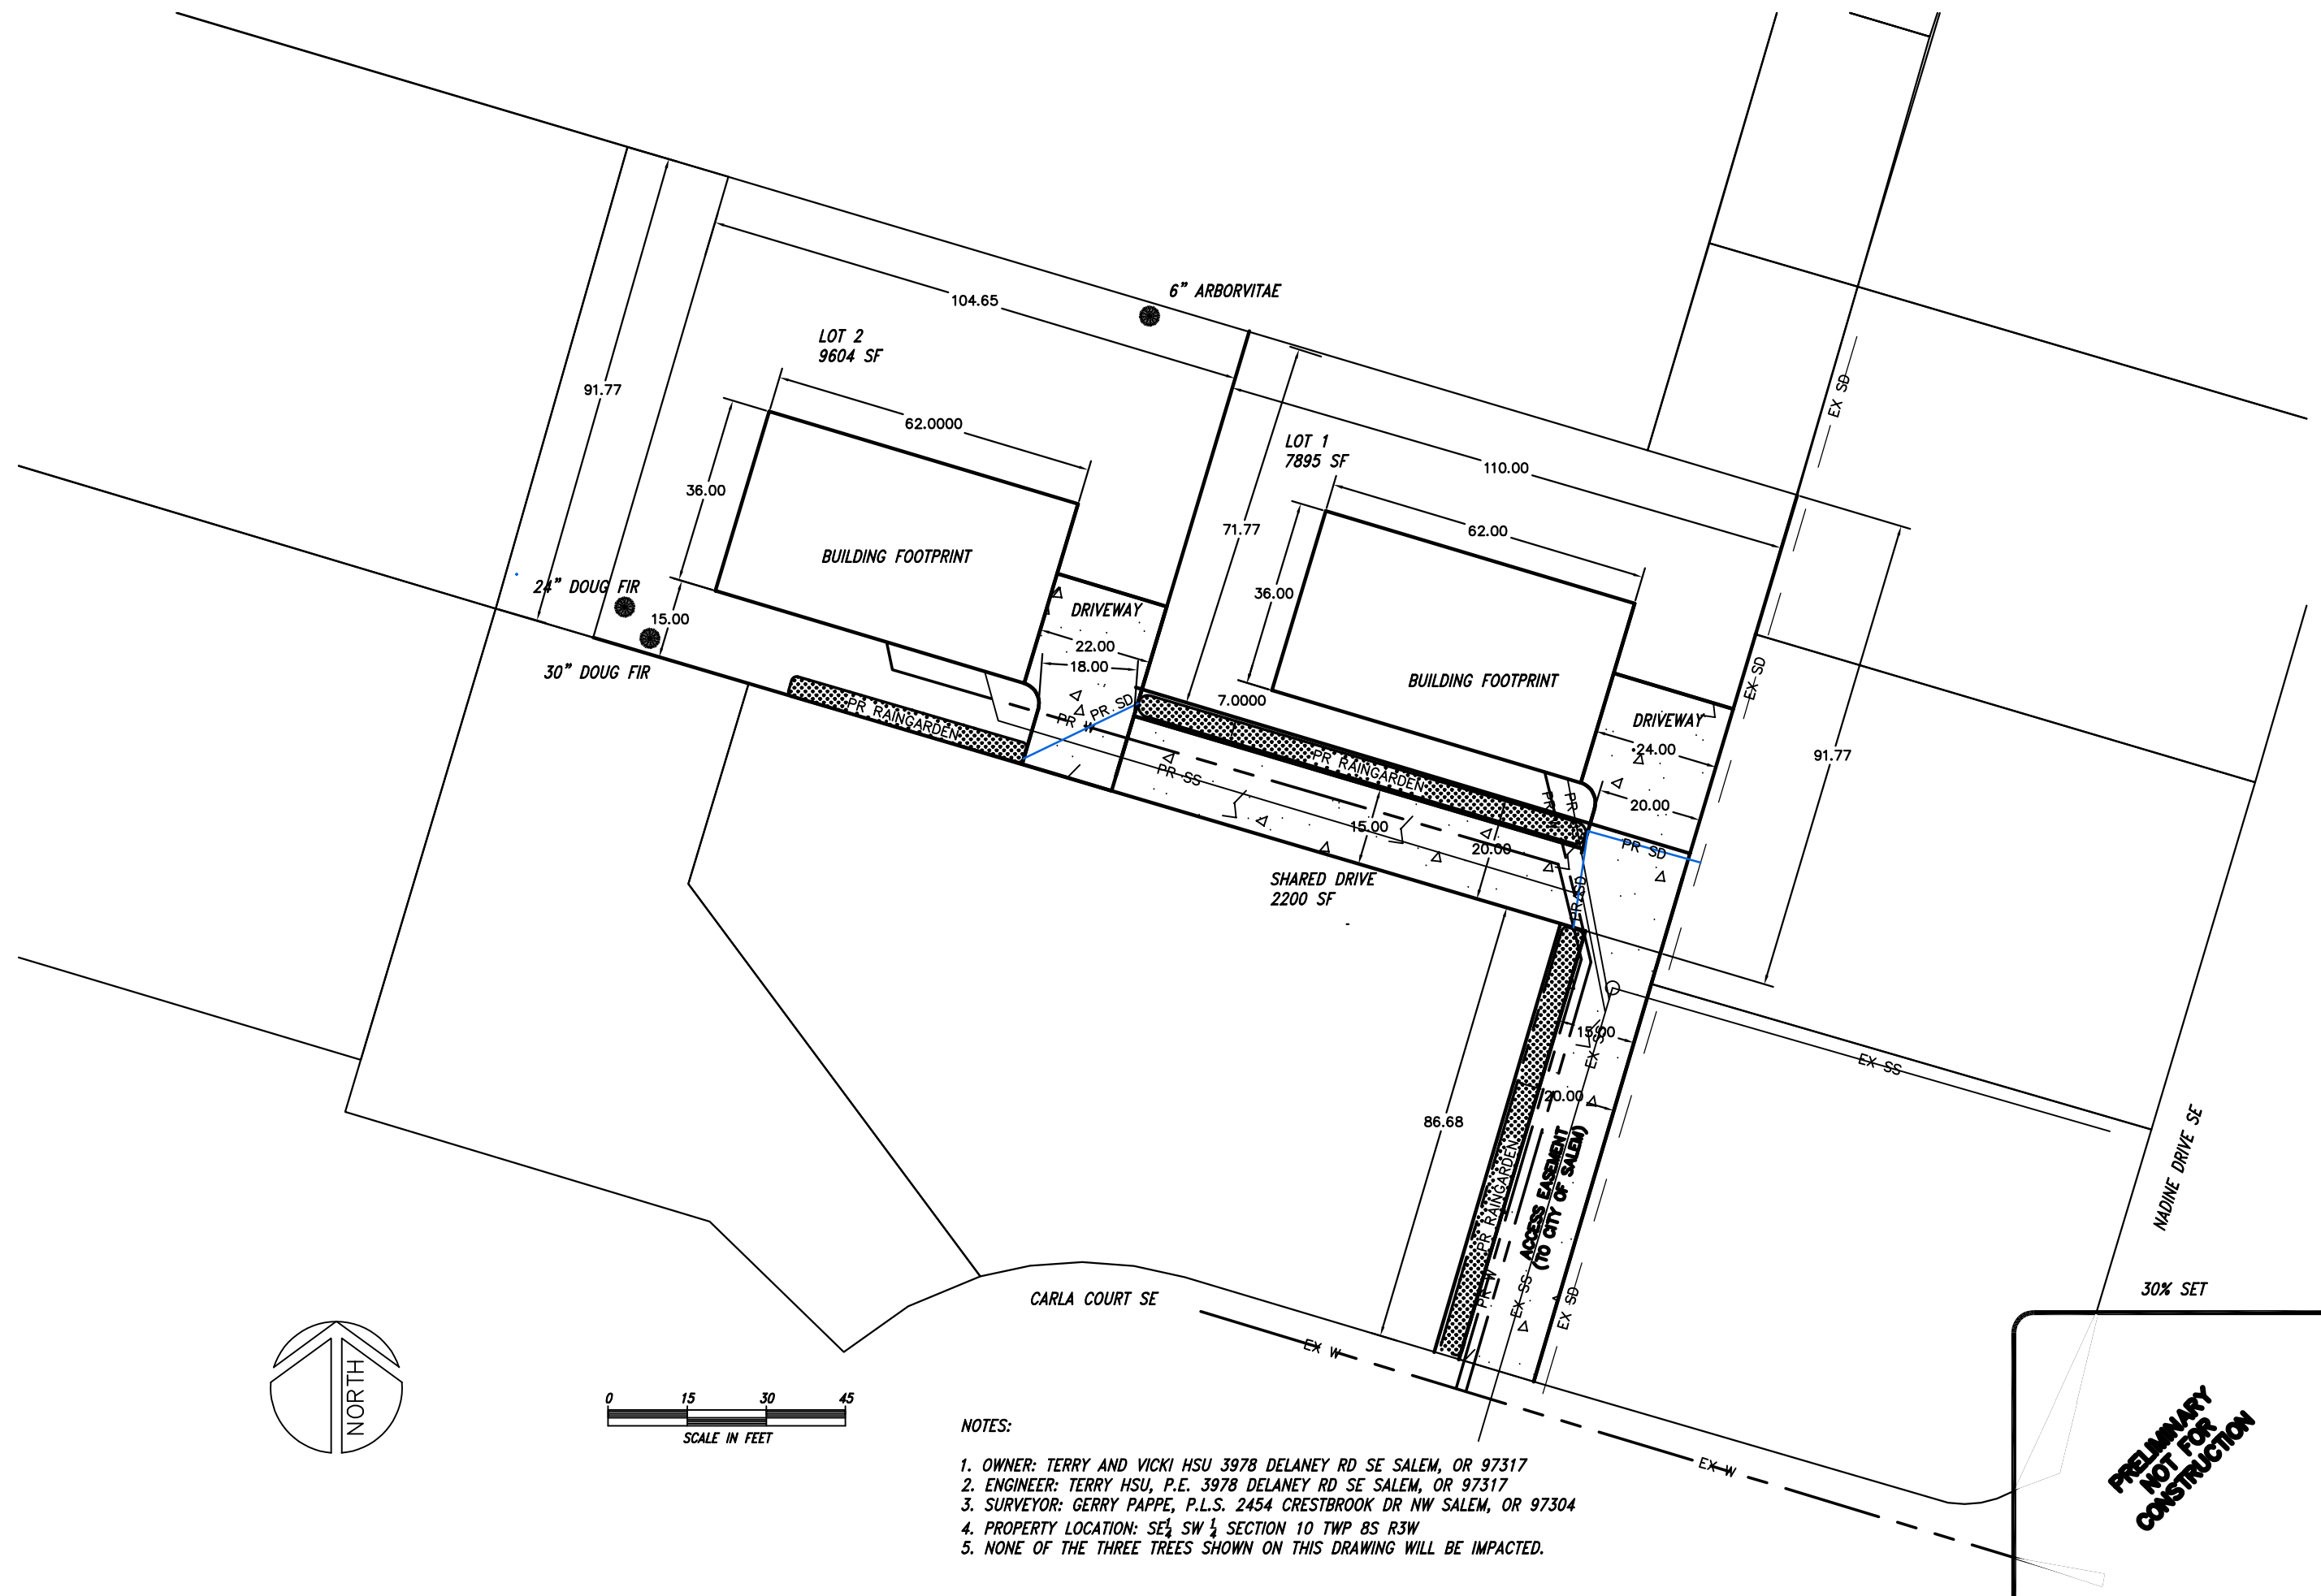 6" ARBORVITAE
104.65
LOT 2
9604 SF
91.77
62.0000
EX SD
LOT 1
7895 SF
110.00
36.00
71.77
62.00
BUILDING FOOTPRINT
24" DOUG FIR
36.00
DRIVEWAY
15.00
22.00
18.00
30" DOUG FIR
BUILDING FOOTPRINT
EX SD
7.0000
PR SD
PR W
PR RAINGARDEN
DRIVEWAY
24.00
91.77
PR SS
PR RAINGARDEN
20.00
15.00
20.00
PR SD
SHARED DRIVE
2200 SF
PR SD
15.00
EX SS
EX SS
20.00
86.68
ACCESS EASEMENT
(TO CITY OF SALEM)
PR RAINGARDEN
NADINE DRIVE SE
PR W
EX SS
EX SD
30% SET
CARLA COURT SE
EX W
EX W
NORTH
0 15 30 45
SCALE IN FEET
PRELIMINARY
NOT FOR
CONSTRUCTION
NOTES:
1. OWNER: TERRY AND VICKI HSU 3978 DELANEY RD SE SALEM, OR 97317
2. ENGINEER: TERRY HSU, P.E. 3978 DELANEY RD SE SALEM, OR 97317
3. SURVEYOR: GERRY PAPPE, P.L.S. 2454 CRESTBROOK DR NW SALEM, OR 97304
4. PROPERTY LOCATION: SE¼ SW ¼ SECTION 10 TWP 8S R3W
5. NONE OF THE THREE TREES SHOWN ON THIS DRAWING WILL BE IMPACTED.